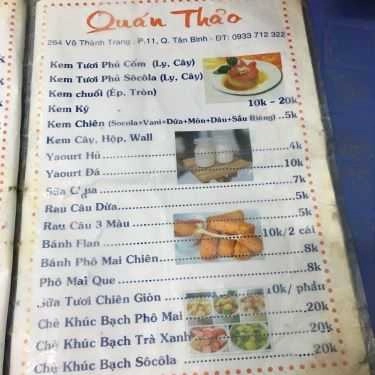 Quán Thảo
264 Võ Thành Trang - P.11, Q. Tân Bình - ĐT: 0933 712 322
Kem Tươi Phủ Cốm (Ly, Cây)
Kem Tươi Phủ Sôcôla (Ly, Cây)
Kem chuối (Ép, Tròn)
Kem Ký 10k - 20k
Kem Chiên (Socola+Vani+Dừa+Môn+Dâu+Sầu Riêng) ..5k
Kem Cây, Hộp, Wall
Yaourt Hủ 4k
Yaourt Đá 10k
Sữa Chua 7k
Rau Câu Dừa 5k
Rau Câu 3 Màu 5k
Bánh Flan 10k/2 cái
Bánh Phô Mai Chiên 8k
Phô Mai Que 8k
Sữa Tươi Chiên Giòn 10k/ phần
Chè Khúc Bạch Phô Mai 20k
Chè Khúc Bạch Trà Xanh 20k
Chè Khúc Bạch Sôcôla 20k